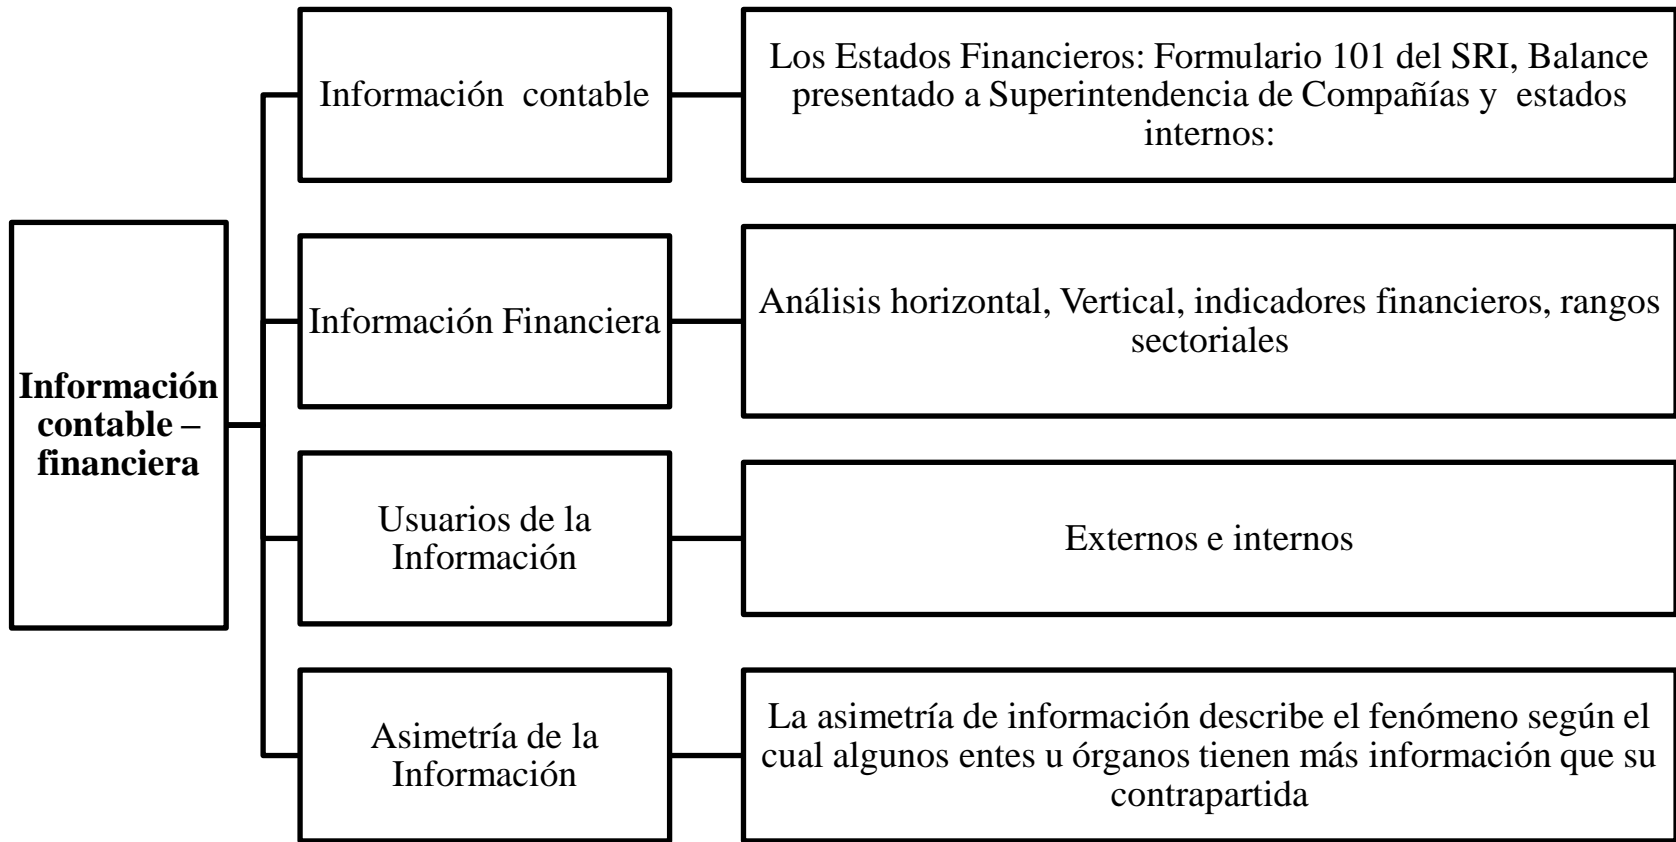 Información contable
Los Estados Financieros: Formulario 101 del SRI, Balance
presentado a Superintendencia de Compañías y estados
internos:
Información
contable –
financiera
Información Financiera
Análisis horizontal, Vertical, indicadores financieros, rangos
sectoriales
Usuarios de la
Información
Externos e internos
Asimetría de la
Información
La asimetría de información describe el fenómeno según el
cual algunos entes u órganos tienen más información que su
contrapartida